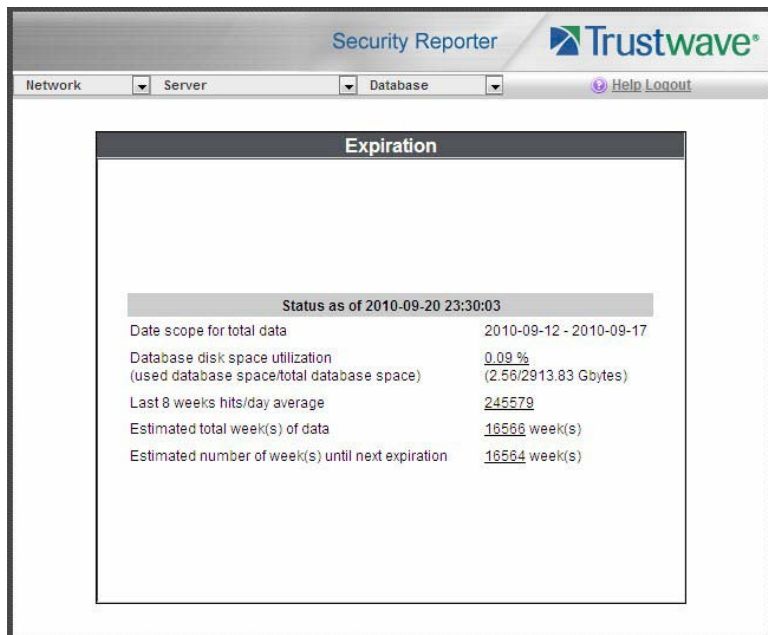 Security Reporter
Trustwave®
Network Server Database Help Logout
Expiration
Status as of 2010-09-20 23:30:03
Date scope for total data 2010-09-12 - 2010-09-17
Database disk space utilization 0.09 %
(used database space/total database space) (2.56/2913.83 Gbytes)
Last 8 weeks hits/day average 245579
Estimated total week(s) of data 16566 week(s)
Estimated number of week(s) until next expiration 16564 week(s)